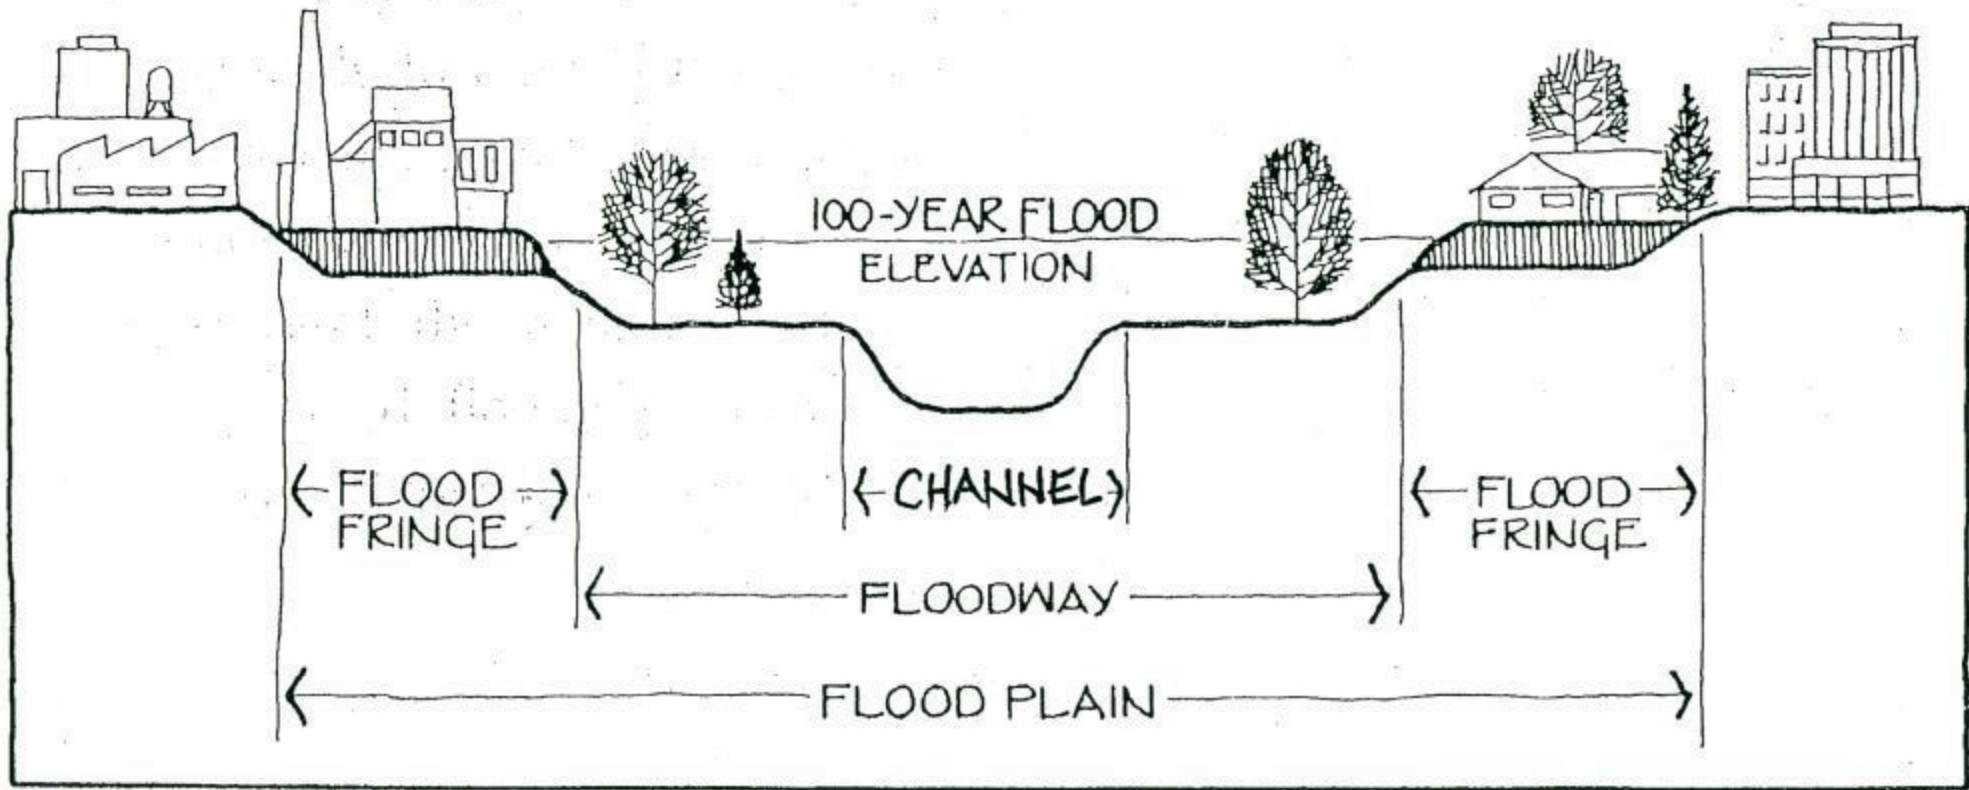 100-YEAR FLOOD
ELEVATION
FLOOD
FRINGE
CHANNEL
FLOOD
FRINGE
FLOODWAY
FLOOD PLAIN